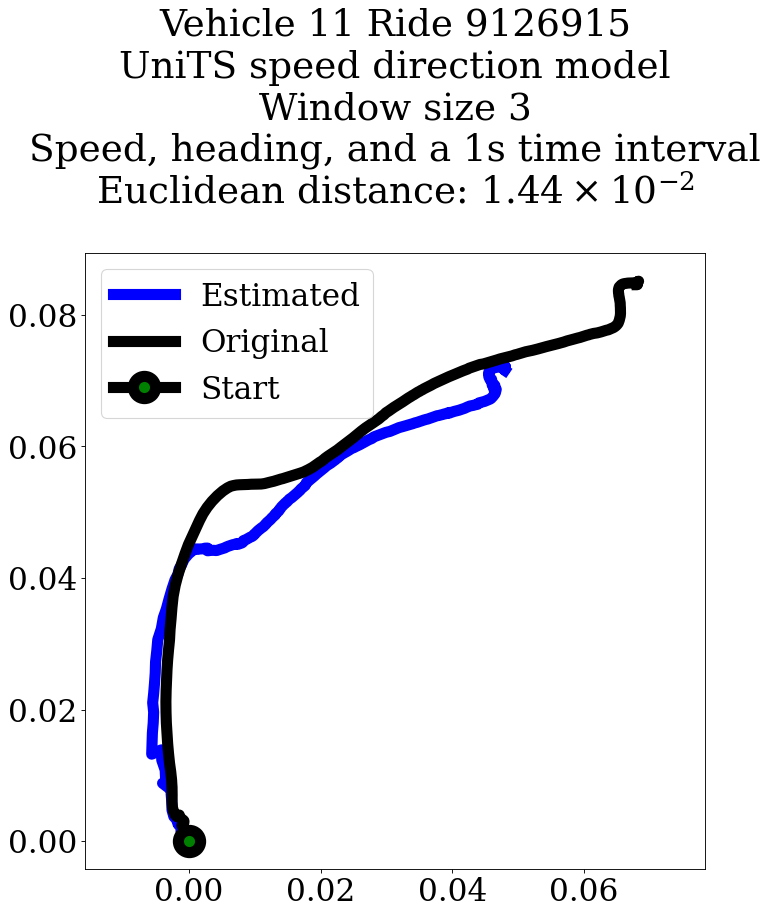 Vehicle 11 Ride 9126915
UniTS speed direction model
Window size 3
Speed, heading, and a 1s time interval
Euclidean distance: 1.44 × 10⁻²
Estimated
Original
Start
0.08
0.06
0.04
0.02
0.00
0.00 0.02 0.04 0.06